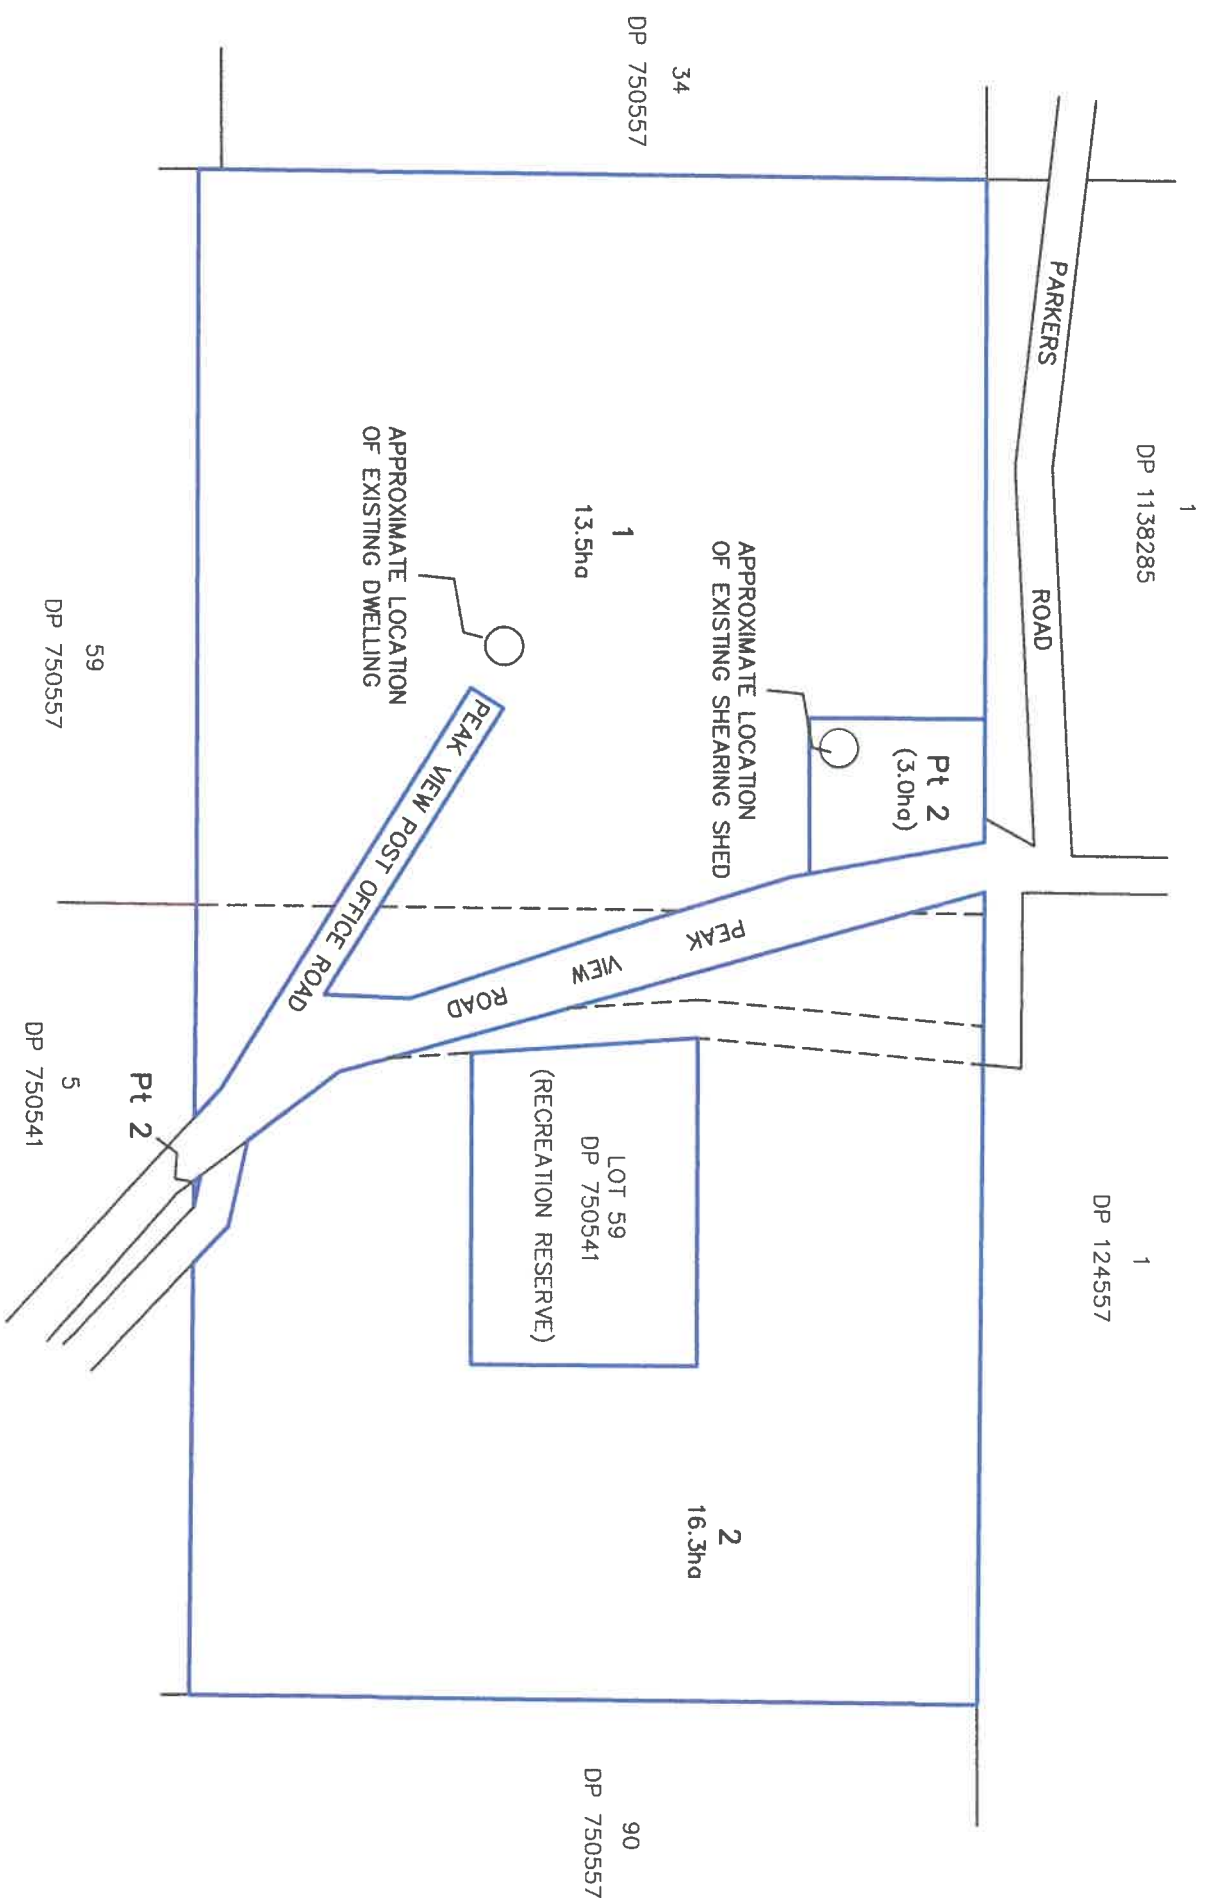 34
DP 750557
1
DP 1138285
PARKERS
ROAD
1
DP 124557
Pt 2
(3.0ha)
APPROXIMATE LOCATION
OF EXISTING SHEARING SHED
1
13.5ha
APPROXIMATE LOCATION
OF EXISTING DWELLING
PEAK VIEW POST OFFICE ROAD
PEAK
VIEW
ROAD
LOT 59
DP 750541
(RECREATION RESERVE)
2
16.3ha
59
DP 750557
Pt 2
5
DP 750541
90
DP 750557